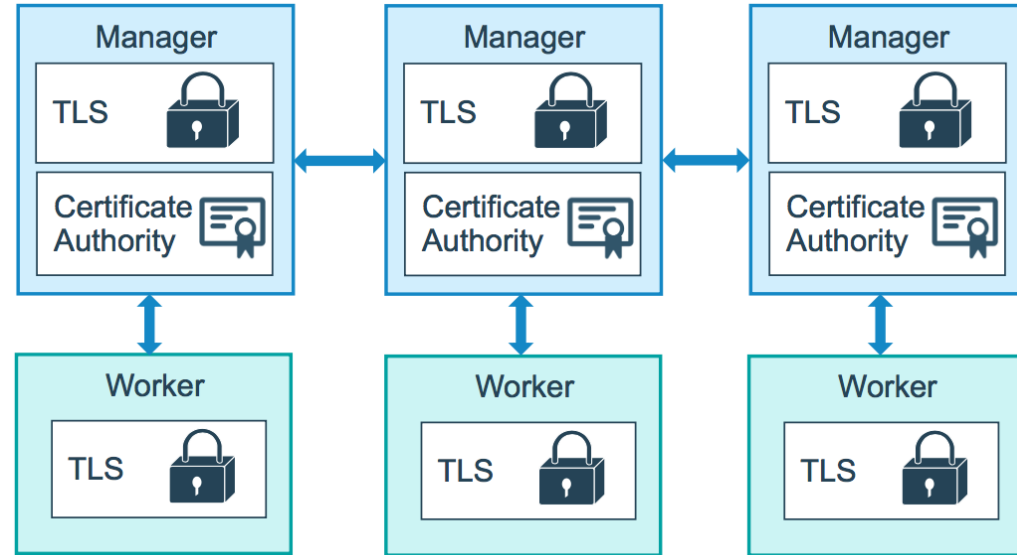 Manager
TLS
Certificate
Authority
Manager
TLS
Certificate
Authority
Manager
TLS
Certificate
Authority
Worker
TLS
Worker
TLS
Worker
TLS